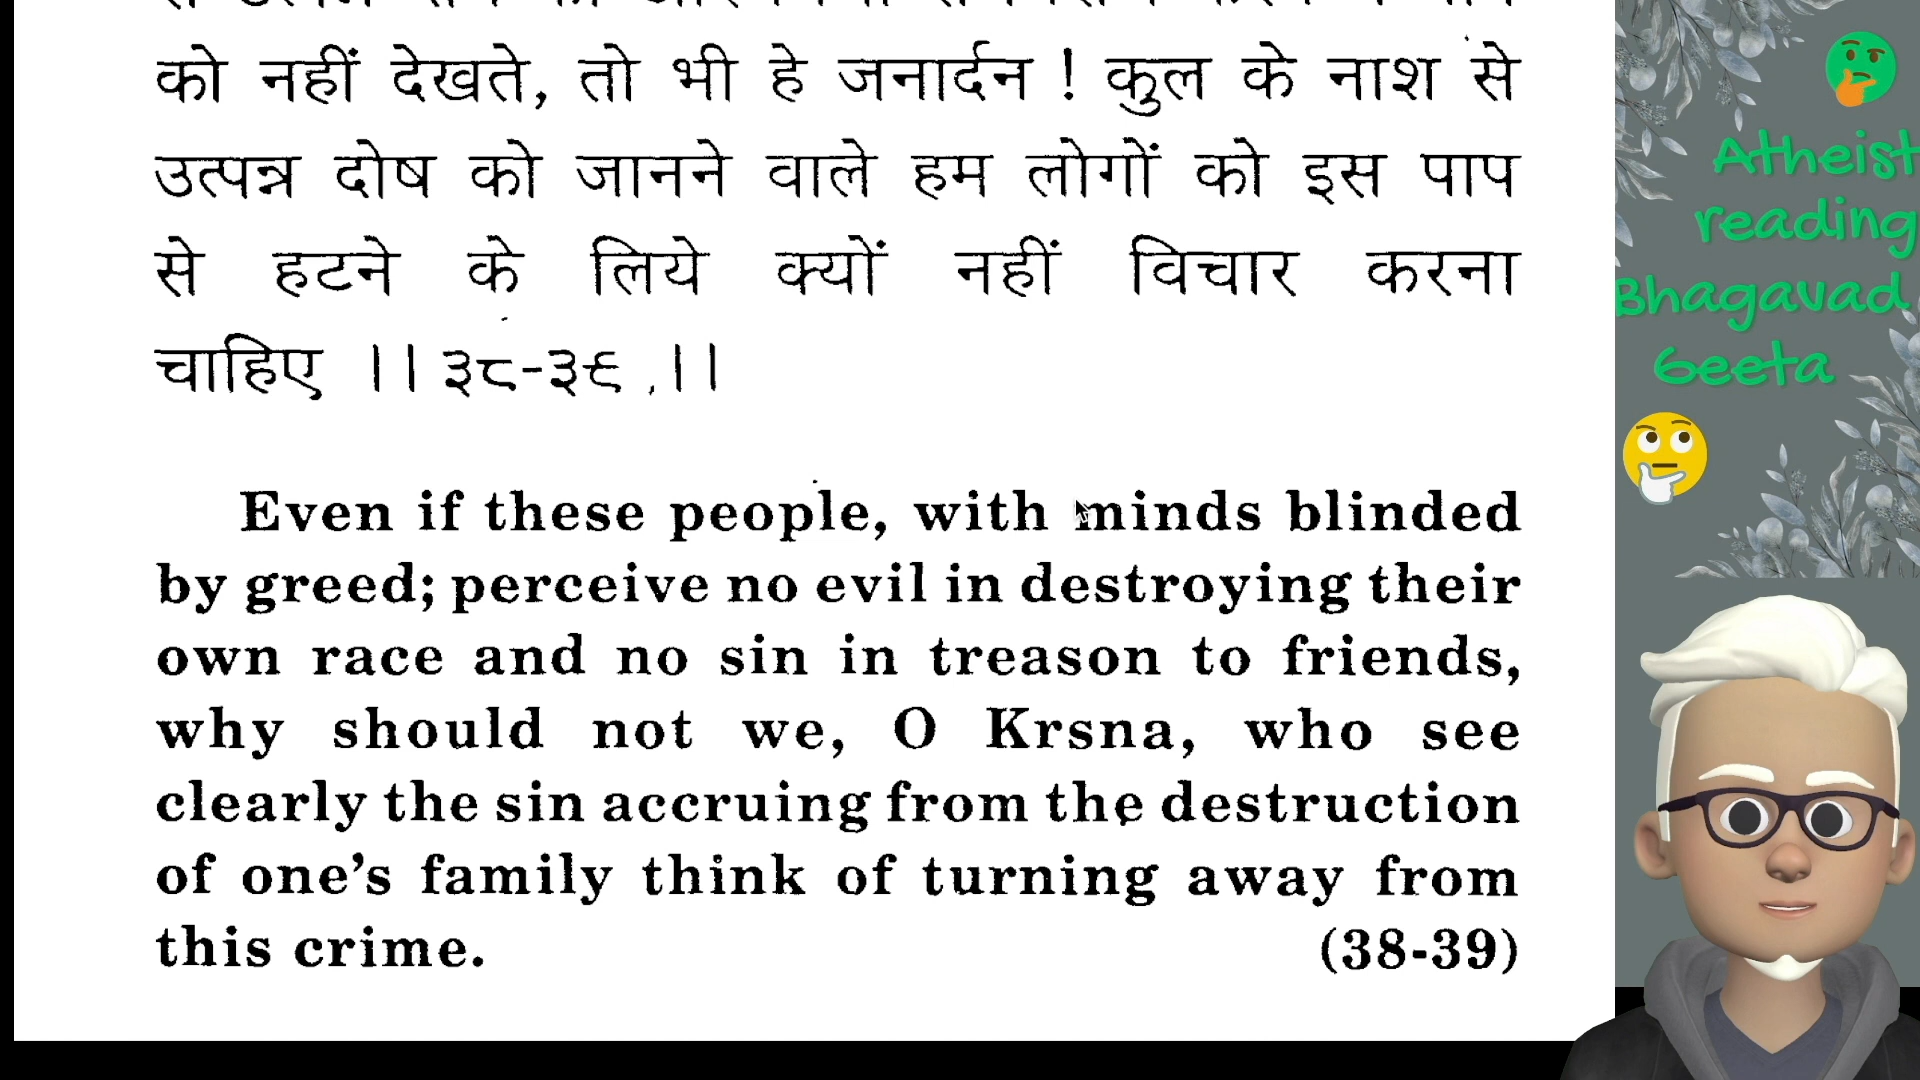 को नहीं देखते, तो भी हे जनार्दन ! कुल के नाश से
उत्पन्न दोष को जानने वाले हम लोगों को इस पाप
से हटने के लिये क्यों नहीं विचार करना
चाहिए ।। ३८-३९ ।।
Even if these people, with minds blinded
by greed; perceive no evil in destroying their
own race and no sin in treason to friends,
why should not we, O Krsna, who see
clearly the sin accruing from the destruction
of one's family think of turning away from
this crime. (38-39)
Atheist
reading
Bhagavad
Geeta